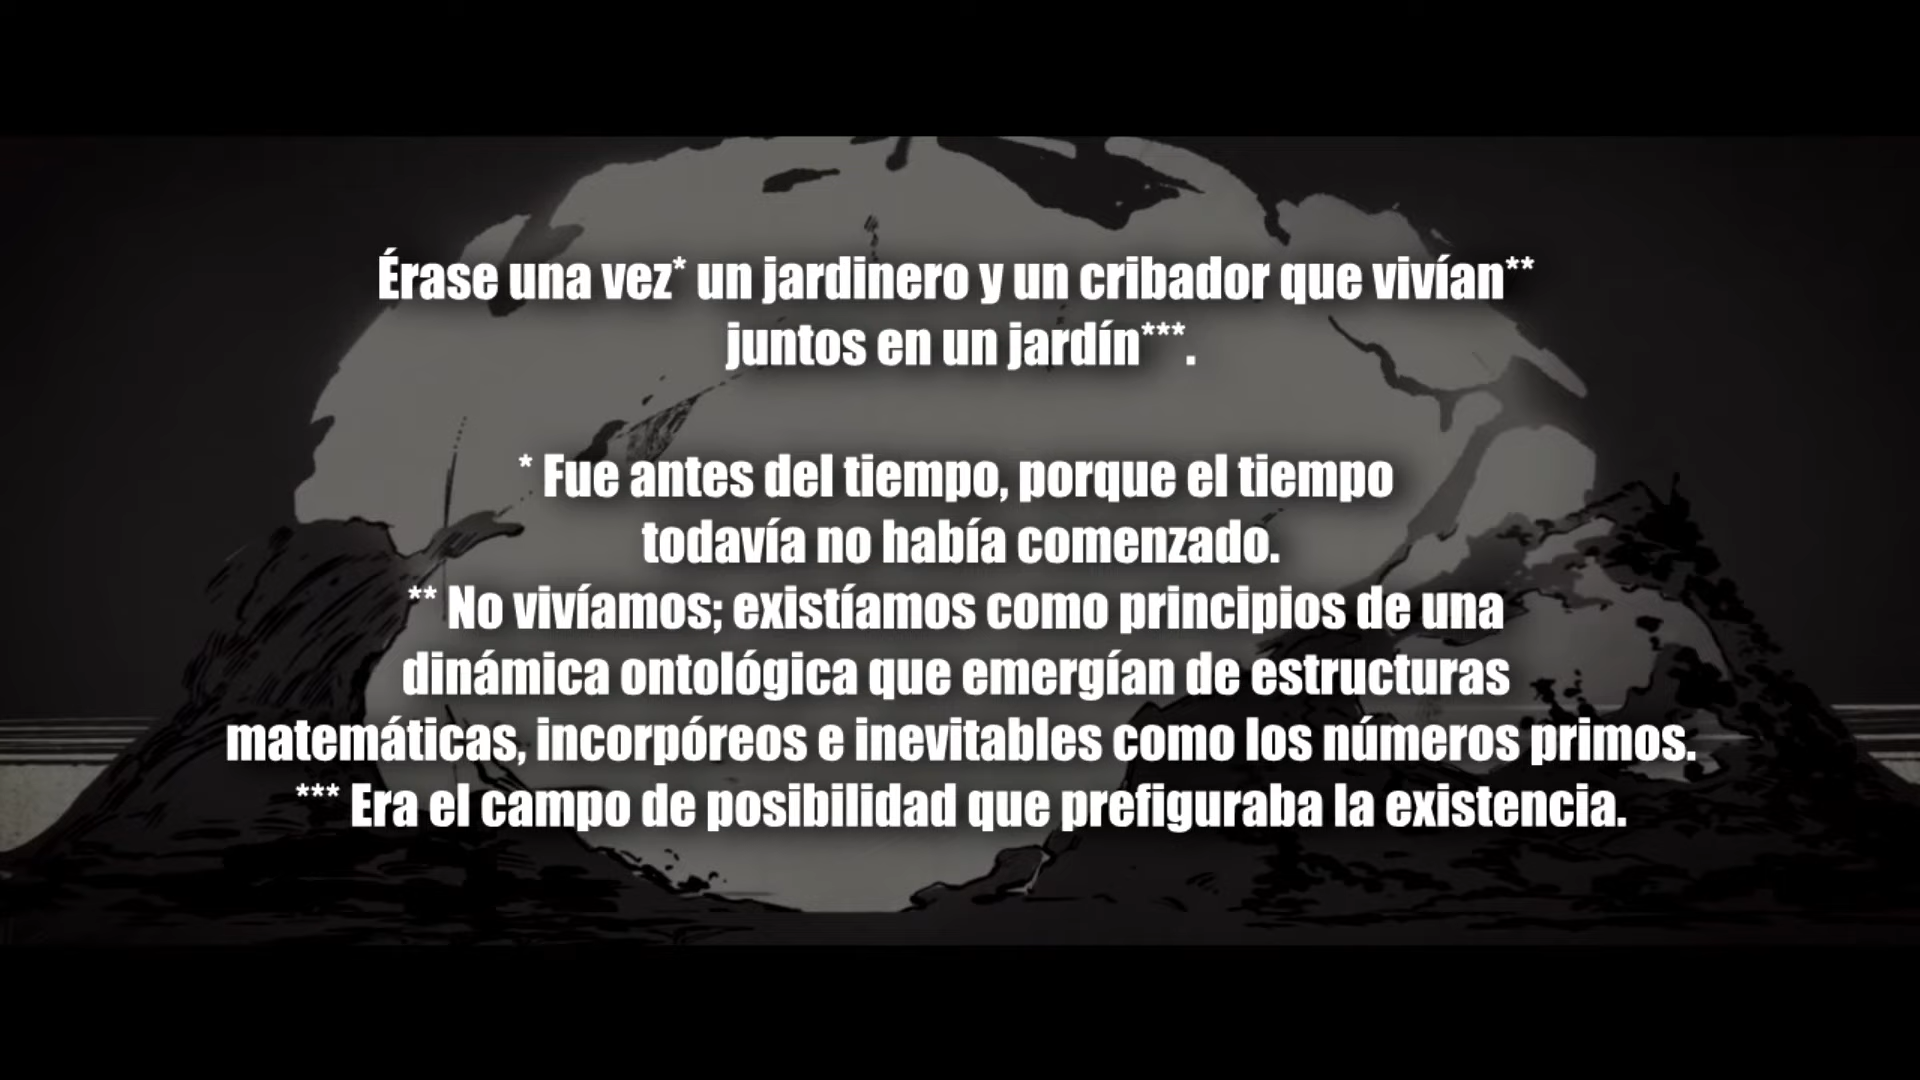 Érase una vez* un jardinero y un cribador que vivían**
juntos en un jardín***.
* Fue antes del tiempo, porque el tiempo
todavía no había comenzado.
** No vivíamos; existíamos como principios de una
dinámica ontológica que emergían de estructuras
matemáticas, incorpóreos e inevitables como los números primos.
*** Era el campo de posibilidad que prefiguraba la existencia.